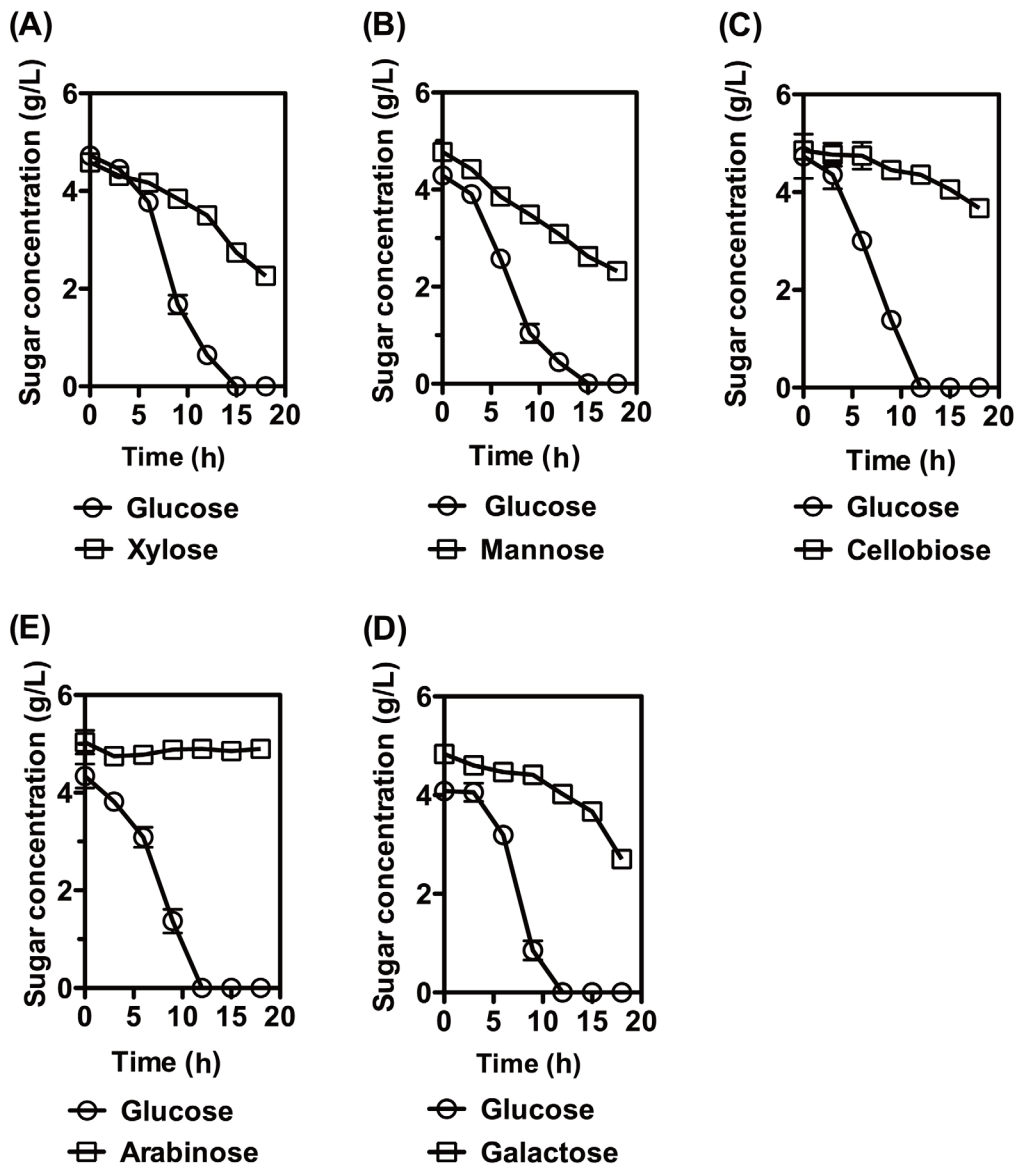 (A)
Sugar concentration (g/L)
6
4
2
0
0 5 10 15 20
Time (h)
Glucose
Xylose
(B)
Sugar concentration (g/L)
6
4
2
0
0 5 10 15 20
Time (h)
Glucose
Mannose
(C)
Sugar concentration (g/L)
6
4
2
0
0 5 10 15 20
Time (h)
Glucose
Cellobiose
(E)
Sugar concentration (g/L)
6
4
2
0
0 5 10 15 20
Time (h)
Glucose
Arabinose
(D)
Sugar concentration (g/L)
6
4
2
0
0 5 10 15 20
Time (h)
Glucose
Galactose